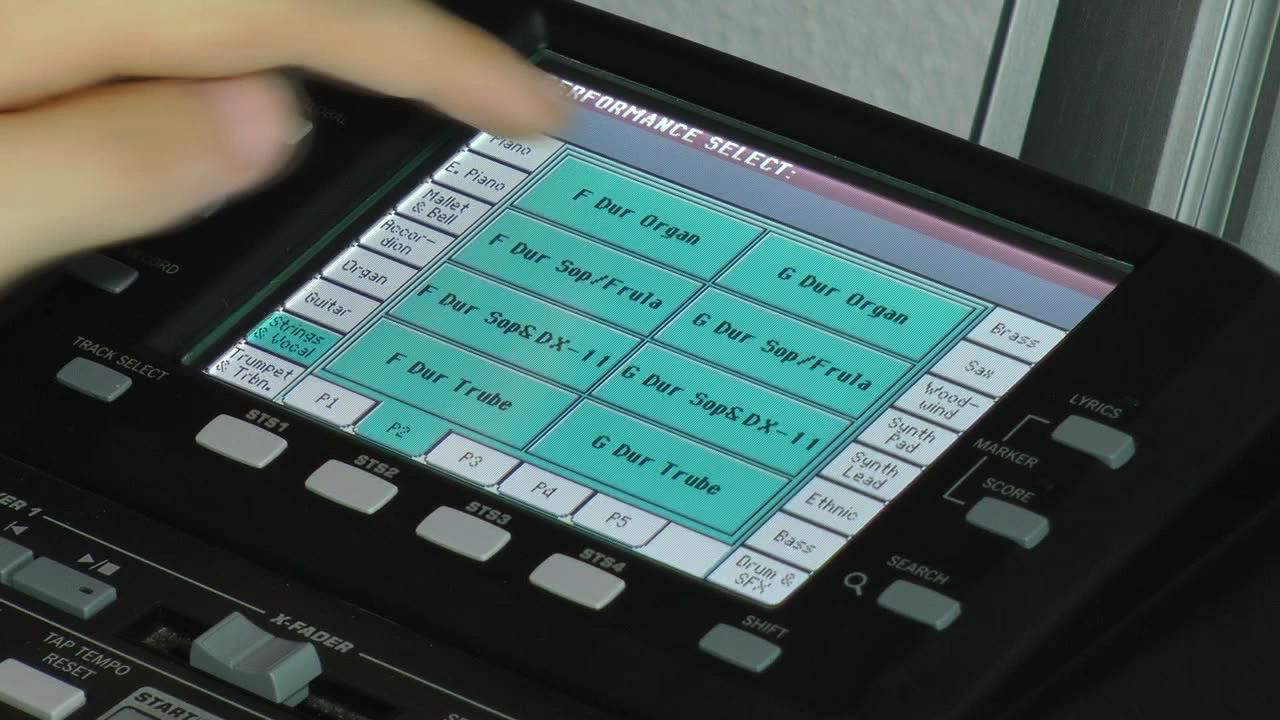 PERFORMANCE SELECT:
Piano
E. Piano
Mallet
& Bell
Accor-
dion
Organ
Guitar
Strings
& Vocal
Trumpet
& Trbn.
F Dur Organ
G Dur Organ
F Dur Sop/Frula
G Dur Sop/Frula
F Dur Sop&DX-11
G Dur Sop&DX-11
F Dur Trube
G Dur Trube
Brass
Sax
Wood-
wind
Synth
Pad
Synth
Lead
Ethnic
Bass
Drum &
SFX
P1
P2
P3
P4
P5
TRACK SELECT
STS1
STS2
STS3
STS4
LYRICS
MARKER
SCORE
SEARCH
SHIFT
X-FADER
TAP TEMPO
RESET